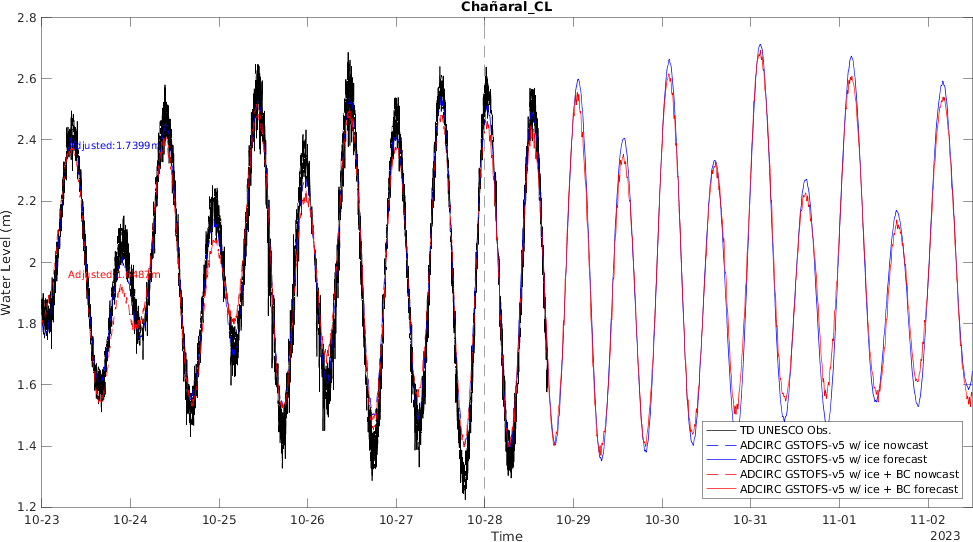 Chañaral_CL
2.8
2.6
2.4
2.2
2
1.8
1.6
1.4
1.2
Water Level (m)
Adjusted:1.7399m
TD UNESCO Obs.
ADCIRC GSTOFS-v5 w/ ice nowcast
ADCIRC GSTOFS-v5 w/ ice forecast
ADCIRC GSTOFS-v5 w/ ice + BC nowcast
ADCIRC GSTOFS-v5 w/ ice + BC forecast
10-23 10-24 10-25 10-26 10-27 10-28 10-29 10-30 10-31 11-01 11-02
Time
2023